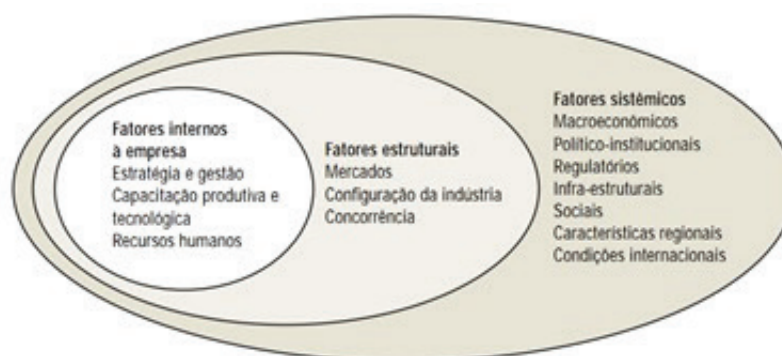 Fatores internos
à empresa
Estratégia e gestão
Capacitação produtiva e
tecnológica
Recursos humanos
Fatores estruturais
Mercados
Configuração da indústria
Concorrência
Fatores sistêmicos
Macroeconômicos
Político-institucionais
Regulatórios
Infra-estruturais
Sociais
Características regionais
Condições internacionais